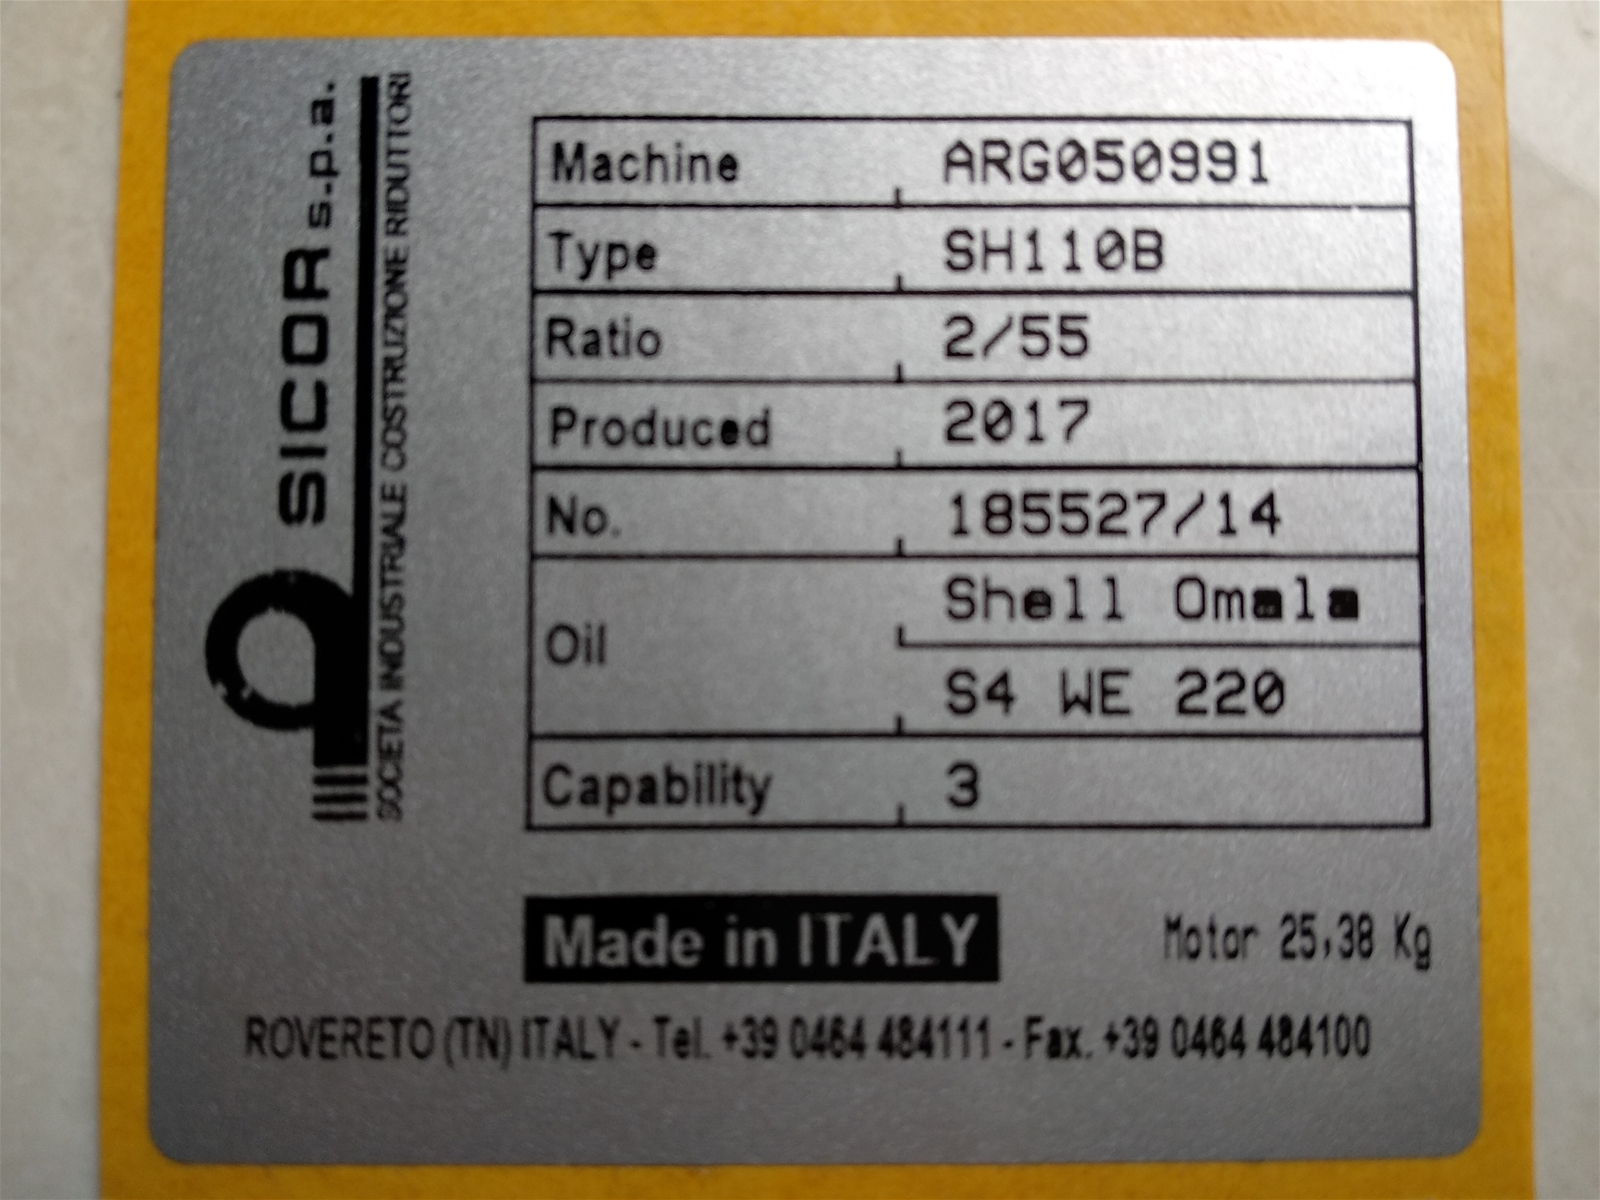 SICOR s.p.a.
SOCIETA INDUSTRIALE COSTRUZIONE RIDUTTORI
Machine ARG050991
Type SH110B
Ratio 2/55
Produced 2017
No. 185527/14
Oil Shell Omala
S4 WE 220
Capability 3
Made in ITALY
Motor 25,38 Kg
ROVERETO (TN) ITALY - Tel. +39 0464 484111 - Fax. +39 0464 484100